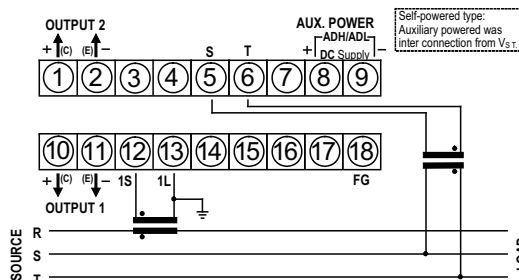 OUTPUT 2
AUX. POWER
Self-powered type:
Auxiliary powered was
inter connection from VS.T.
+ (C) (E) −
S T
+ ADH/ADL −
DC Supply
1 2 3 4 5 6 7 8 9
10 11 12 13 14 15 16 17 18
+ (C) (E) − 1S 1L FG
OUTPUT 1
SOURCE
R
S
T